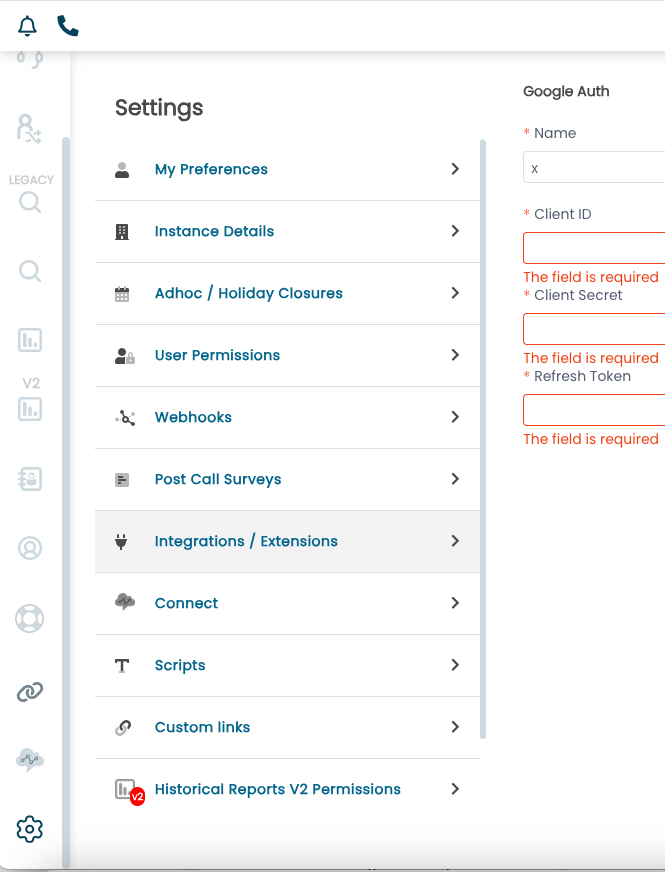 LEGACY
V2
Settings
My Preferences
Instance Details
Adhoc / Holiday Closures
User Permissions
Webhooks
Post Call Surveys
Integrations / Extensions
Connect
Scripts
Custom links
v2
Historical Reports V2 Permissions
Google Auth
* Name
x
* Client ID
The field is required
* Client Secret
The field is required
* Refresh Token
The field is required